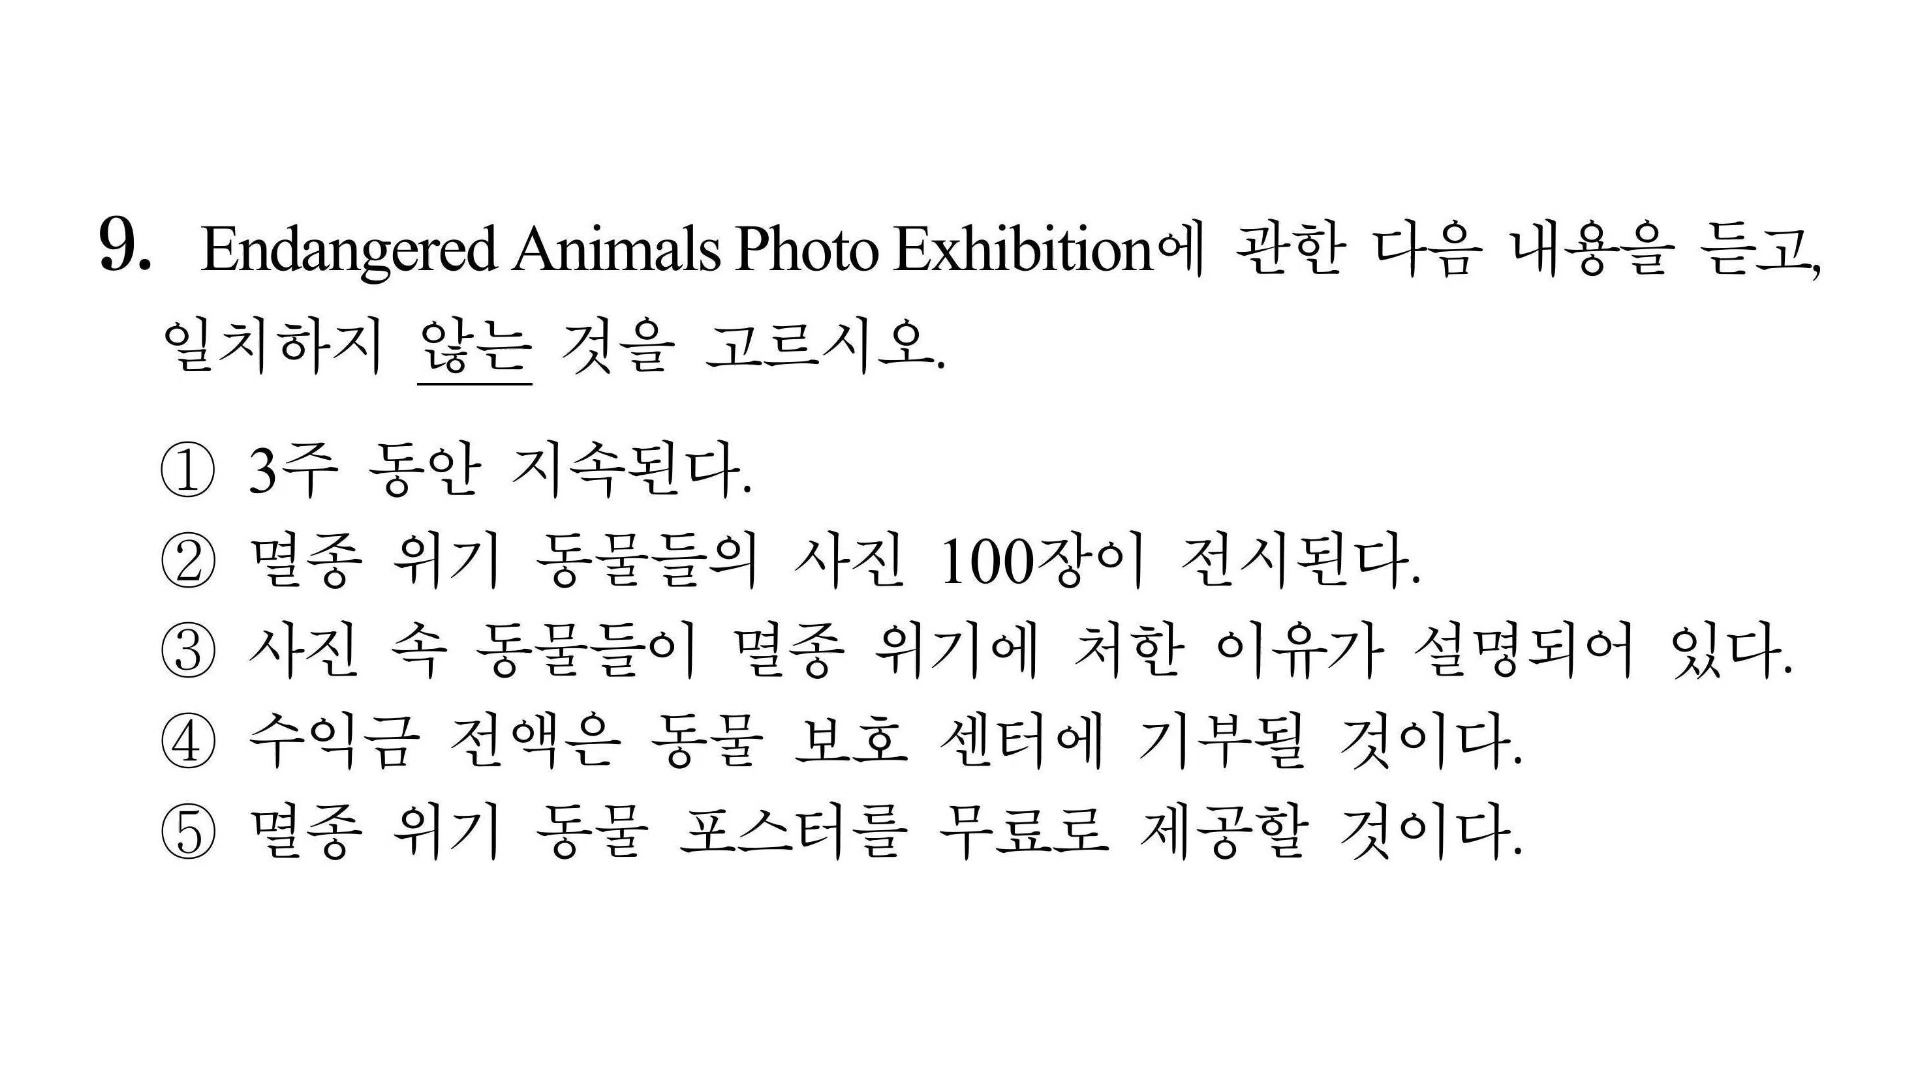 9. Endangered Animals Photo Exhibition에 관한 다음 내용을 듣고,
일치하지 않는 것을 고르시오.
① 3주 동안 지속된다.
② 멸종 위기 동물들의 사진 100장이 전시된다.
③ 사진 속 동물들이 멸종 위기에 처한 이유가 설명되어 있다.
④ 수익금 전액은 동물 보호 센터에 기부될 것이다.
⑤ 멸종 위기 동물 포스터를 무료로 제공할 것이다.